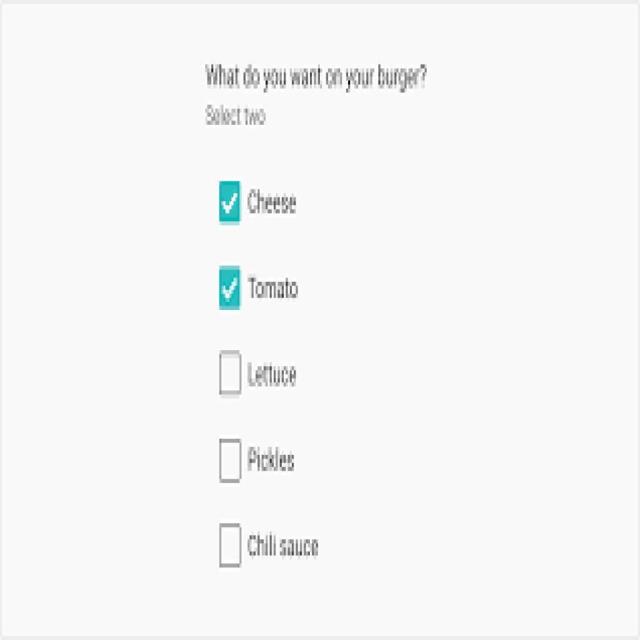 What do you want on your burger?
Select two
Cheese
Tomato
Lettuce
Pickles
Chili sauce